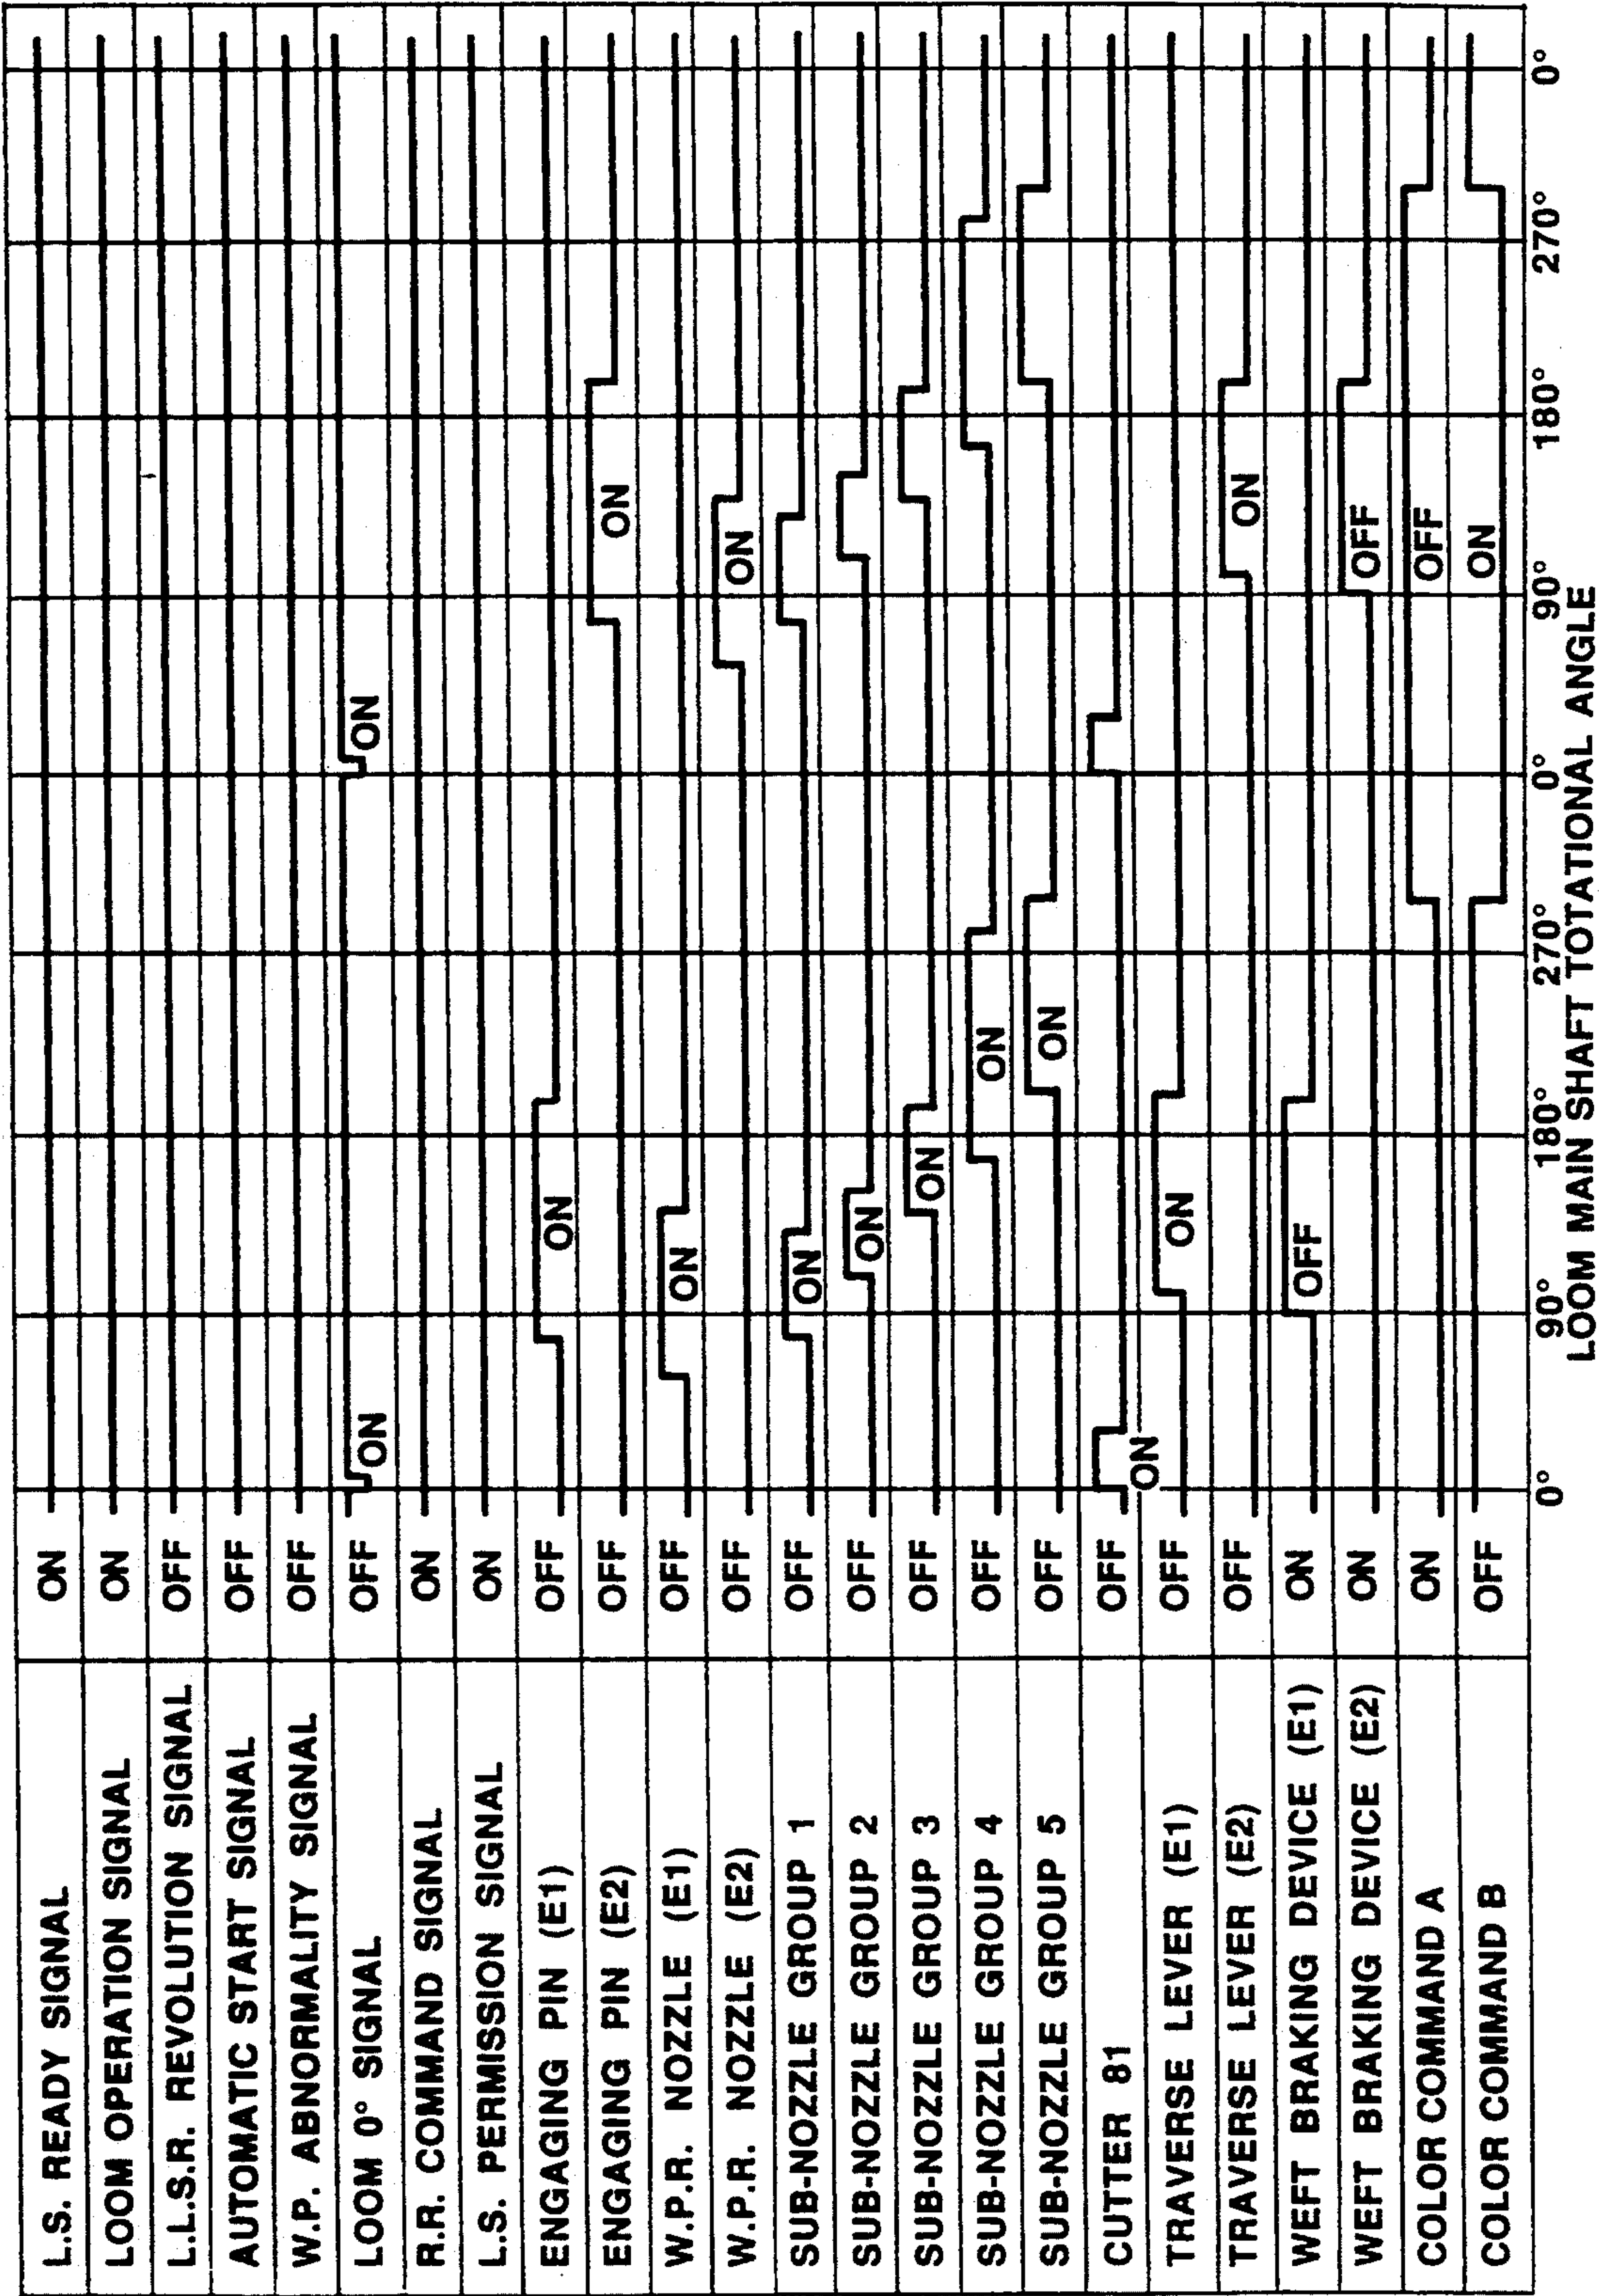 L.S. READY SIGNAL ON
LOOM OPERATION SIGNAL ON
L.L.S.R. REVOLUTION SIGNAL OFF
AUTOMATIC START SIGNAL OFF
W.P. ABNORMALITY SIGNAL OFF
LOOM 0° SIGNAL OFF ON ON
R.R. COMMAND SIGNAL ON
L.S. PERMISSION SIGNAL ON
ENGAGING PIN (E1) OFF ON
ENGAGING PIN (E2) OFF ON
W.P.R. NOZZLE (E1) OFF ON
W.P.R. NOZZLE (E2) OFF ON
SUB-NOZZLE GROUP 1 OFF ON
SUB-NOZZLE GROUP 2 OFF ON
SUB-NOZZLE GROUP 3 OFF ON
SUB-NOZZLE GROUP 4 OFF ON
SUB-NOZZLE GROUP 5 OFF ON
CUTTER 81 OFF ON
TRAVERSE LEVER (E1) OFF ON
TRAVERSE LEVER (E2) OFF ON
WEFT BRAKING DEVICE (E1) ON OFF
WEFT BRAKING DEVICE (E2) ON OFF
COLOR COMMAND A ON OFF
COLOR COMMAND B OFF ON
0° 90° 180° 270° 0° 90° 180° 270° 0°
LOOM MAIN SHAFT TOTATIONAL ANGLE